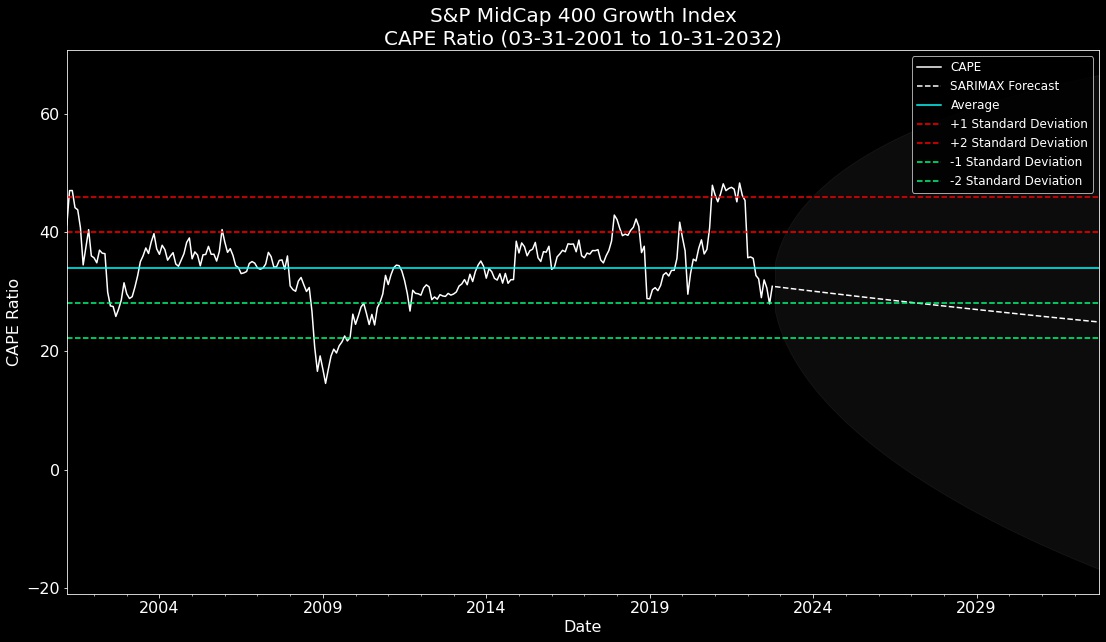 S&P MidCap 400 Growth Index
CAPE Ratio (03-31-2001 to 10-31-2032)
CAPE
SARIMAX Forecast
Average
+1 Standard Deviation
+2 Standard Deviation
-1 Standard Deviation
-2 Standard Deviation
60
40
20
0
−20
CAPE Ratio
2004
2009
2014
2019
2024
2029
Date